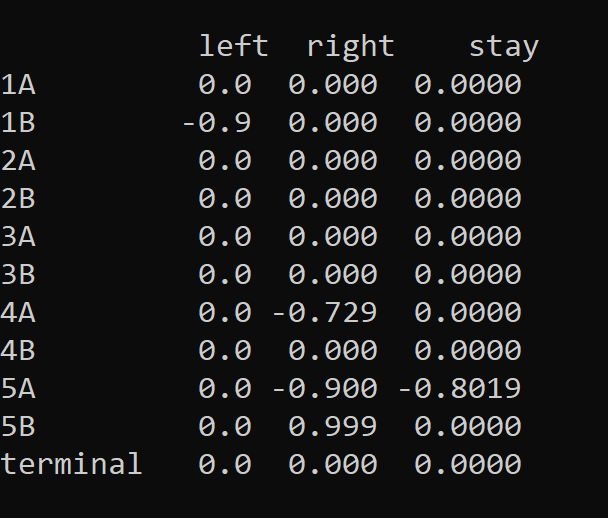 left right stay
1A 0.0 0.000 0.0000
1B -0.9 0.000 0.0000
2A 0.0 0.000 0.0000
2B 0.0 0.000 0.0000
3A 0.0 0.000 0.0000
3B 0.0 0.000 0.0000
4A 0.0 -0.729 0.0000
4B 0.0 0.000 0.0000
5A 0.0 -0.900 -0.8019
5B 0.0 0.999 0.0000
terminal 0.0 0.000 0.0000